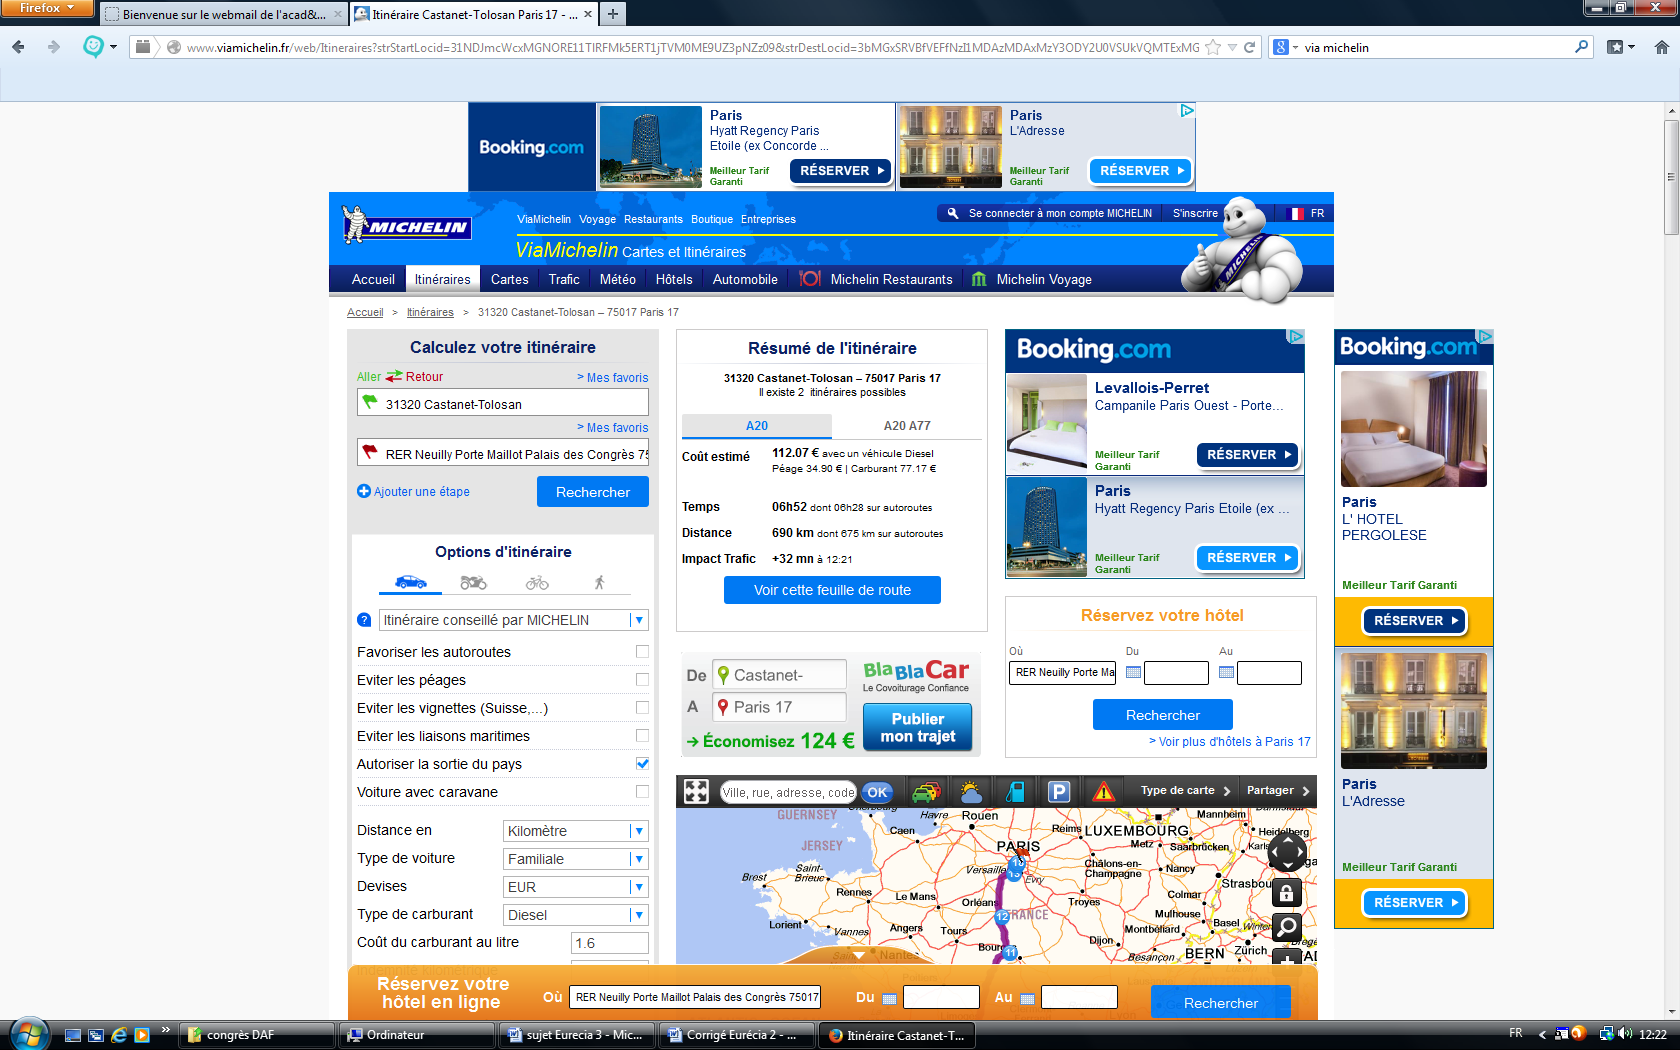 Firefox
Bienvenue sur le webmail de l'acad&...
Itinéraire Castanet-Tolosan Paris 17 - ...
www.viamichelin.fr/web/Itineraires?strStartLocid=
via michelin
Booking.com
Paris
Hyatt Regency Paris
Etoile (ex Concorde ...
Meilleur Tarif
Garanti
RÉSERVER
Paris
L'Adresse
Meilleur Tarif
Garanti
RÉSERVER
MICHELIN
ViaMichelin Voyage Restaurants Boutique Entreprises
Se connecter à mon compte MICHELIN
S'inscrire
FR
ViaMichelin Cartes et Itinéraires
MICHELIN
Accueil Itinéraires Cartes Trafic Météo Hôtels Automobile Michelin Restaurants Michelin Voyage
Accueil > Itinéraires > 31320 Castanet-Tolosan – 75017 Paris 17
Calculez votre itinéraire
Aller Retour
> Mes favoris
31320 Castanet-Tolosan
> Mes favoris
RER Neuilly Porte Maillot Palais des Congrès 75
Ajouter une étape
Rechercher
Options d'itinéraire
Itinéraire conseillé par MICHELIN
Favoriser les autoroutes
Eviter les péages
Eviter les vignettes (Suisse,...)
Eviter les liaisons maritimes
Autoriser la sortie du pays
Voiture avec caravane
Distance en Kilomètre
Type de voiture Familiale
Devises EUR
Type de carburant Diesel
Coût du carburant au litre 1.6
Résumé de l'itinéraire
31320 Castanet-Tolosan – 75017 Paris 17
Il existe 2 itinéraires possibles
A20
A20 A77
Coût estimé 112.07 € avec un véhicule Diesel
Péage 34.90 € | Carburant 77.17 €
Temps 06h52 dont 06h28 sur autoroutes
Distance 690 km dont 675 km sur autoroutes
Impact Trafic +32 mn à 12:21
Voir cette feuille de route
De Castanet-
A Paris 17
Économisez 124 €
BlaBlaCar
Le Covoiturage Confiance
Publier
mon trajet
Booking.com
Levallois-Perret
Campanile Paris Ouest - Porte...
Meilleur Tarif
Garanti
RÉSERVER
Paris
Hyatt Regency Paris Etoile (ex ...
Meilleur Tarif
Garanti
RÉSERVER
Réservez votre hôtel
Où Du Au
RER Neuilly Porte Ma
Rechercher
> Voir plus d'hôtels à Paris 17
Booking.com
Paris
L' HOTEL
PERGOLESE
Meilleur Tarif Garanti
RÉSERVER
Paris
L'Adresse
Meilleur Tarif Garanti
RÉSERVER
Ville, rue, adresse, code
OK
P
Type de carte
Partager
GUERNSEY
Havre
Rouen
Caen
Reims
LUXEMBOURG
Mannheim
Heidelberg
JERSEY
PARIS
Metz
Saarbrücken
Versailles
Evry
Châlons-en-
Champagne
Nancy
Strasbou
Brest
Saint-
Brieuc
Rennes
Le Mans
Orléans
Troyes
Colmar
Lorient
Vannes
Angers
Tours
12
FRANCE
Mulhouse
Basel
Montbéliard
Bourg
11
Dijon
Besançon
BERN
Zürich
Nantes
Réservez votre
hôtel en ligne
Où
RER Neuilly Porte Maillot Palais des Congrès 75017
Du
Au
Rechercher
congrès DAF
Ordinateur
sujet Eurecia 3 - Mic...
Corrigé Eurécia 2 - ...
Itinéraire Castanet-T...
FR
12:22